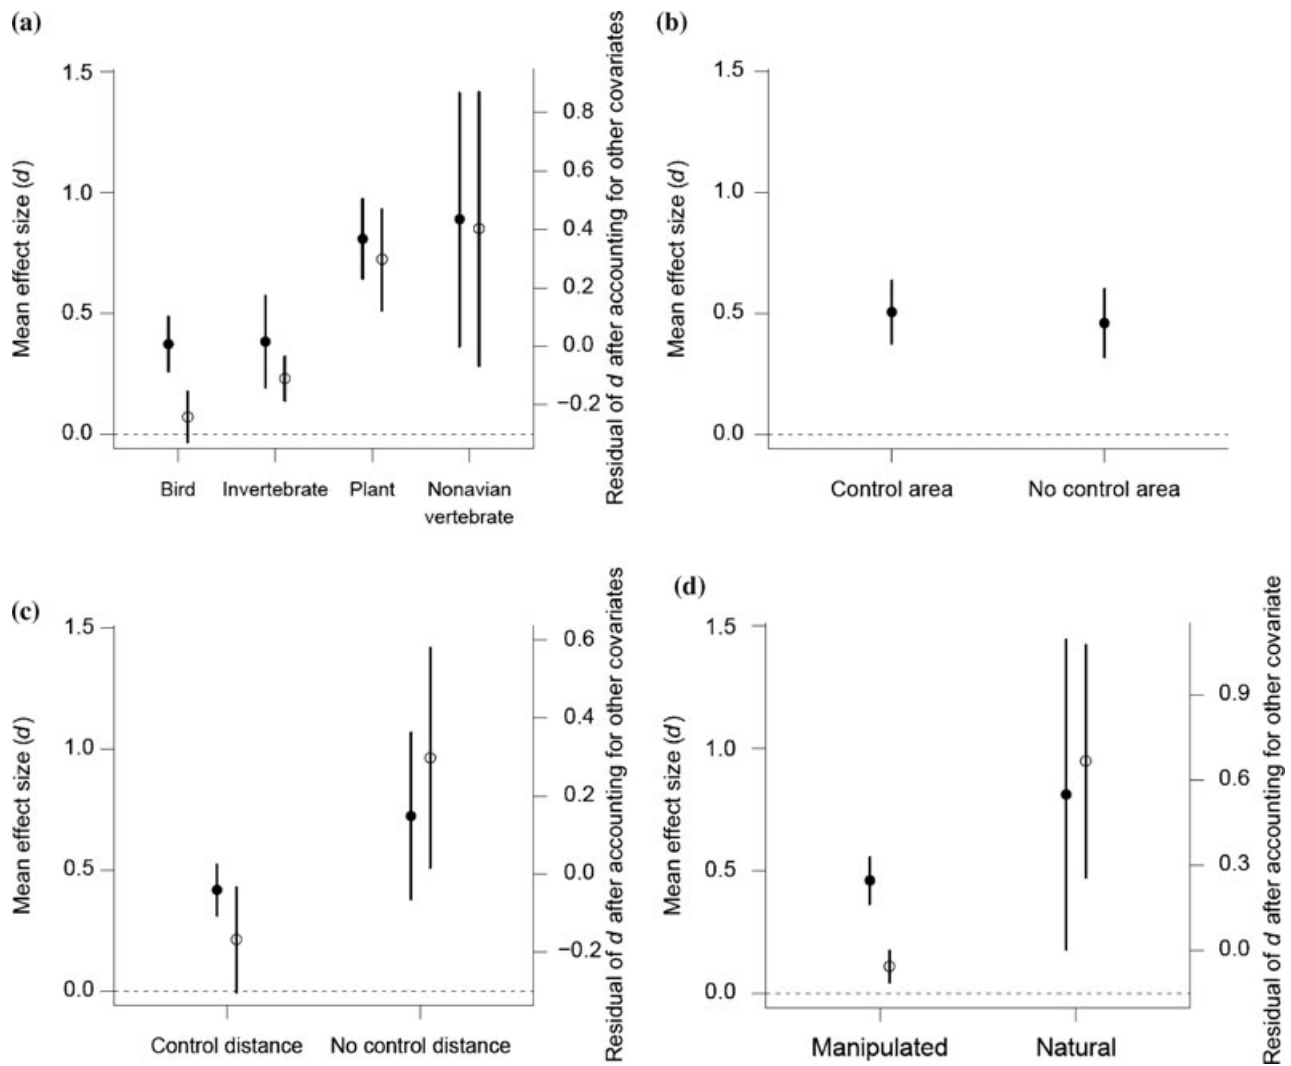 (a)
Mean effect size (d)
1.5
1.0
0.5
0.0
Bird
Invertebrate
Plant
Nonavian
vertebrate
0.8
0.6
0.4
0.2
0.0
−0.2
Residual of d after accounting for other covariates
(b)
Mean effect size (d)
1.5
1.0
0.5
0.0
Control area
No control area
(c)
Mean effect size (d)
1.5
1.0
0.5
0.0
Control distance
No control distance
0.6
0.4
0.2
0.0
−0.2
Residual of d after accounting for other covariates
(d)
Mean effect size (d)
1.5
1.0
0.5
0.0
Manipulated
Natural
0.9
0.6
0.3
0.0
Residual of d after accounting for other covariate